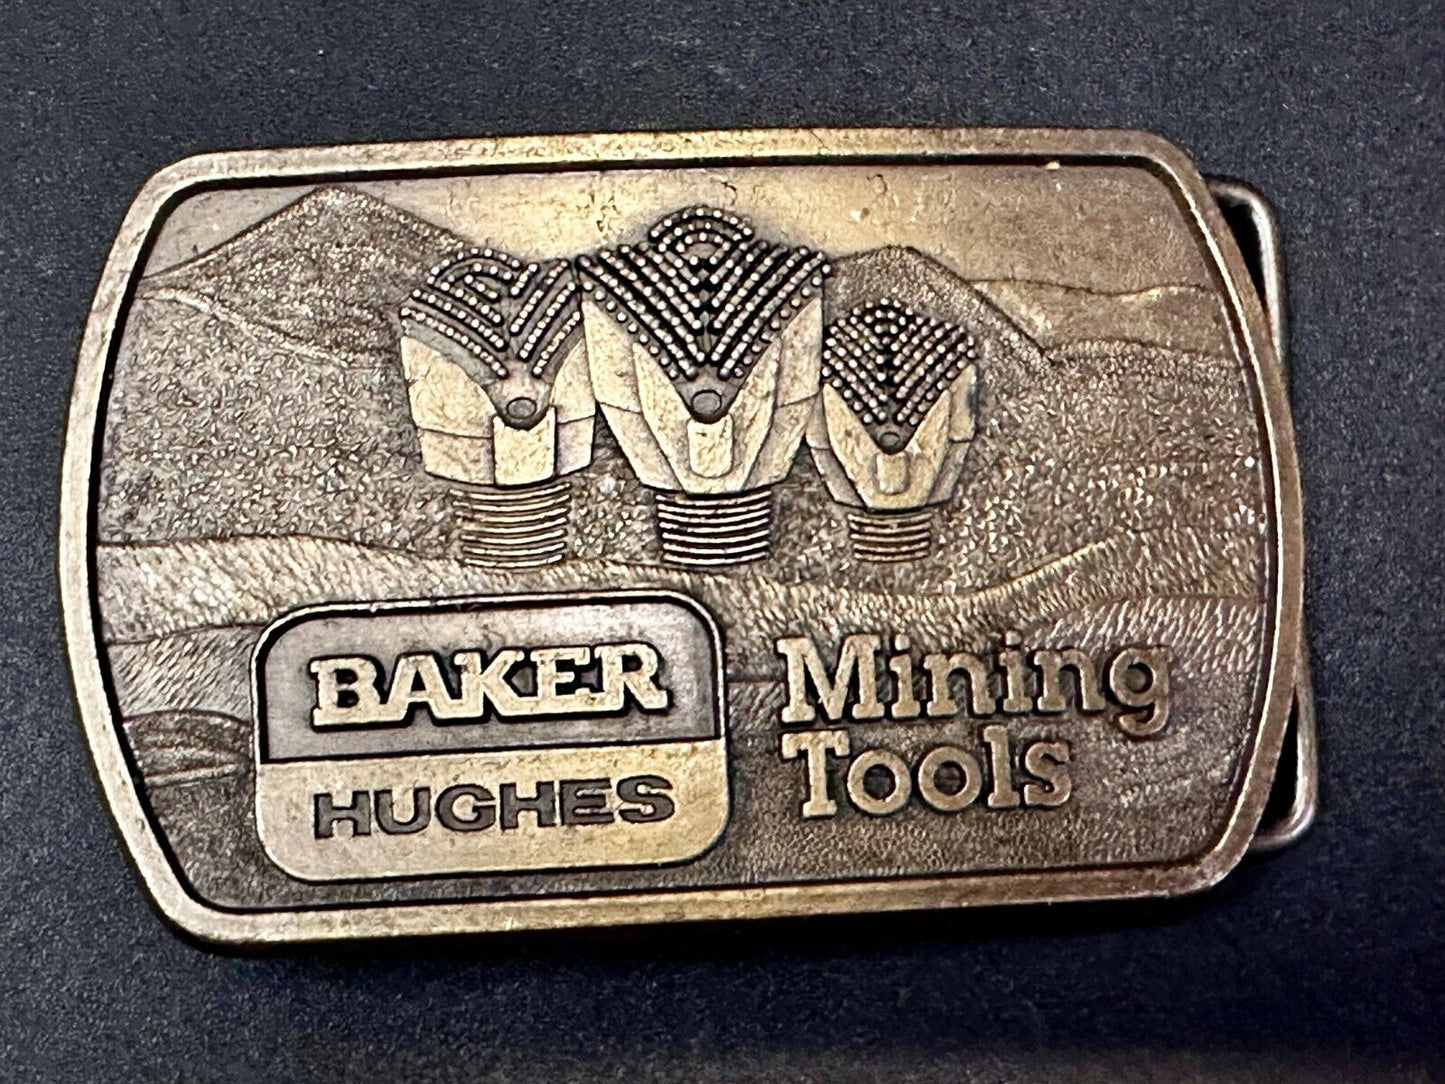 BAKER
HUGHES
Mining
Tools